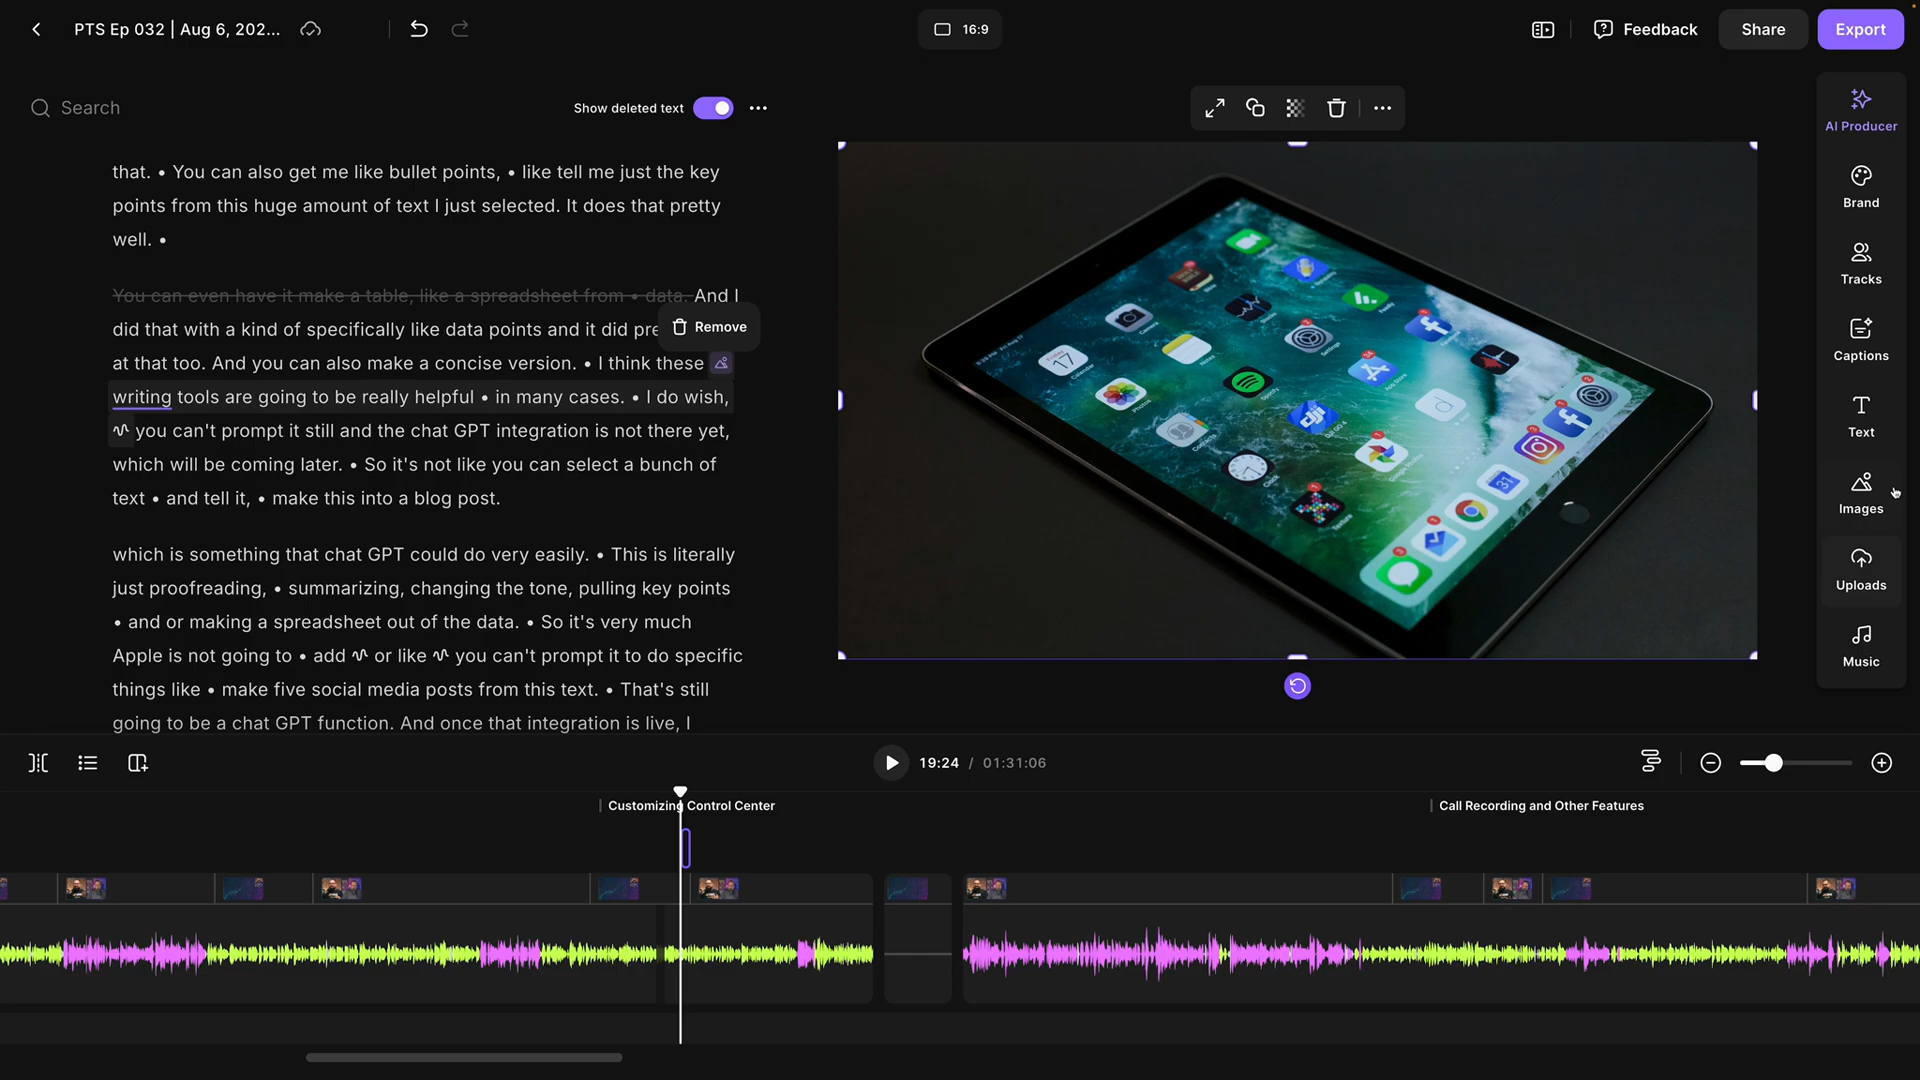 PTS Ep 032 | Aug 6, 202...
16:9
Feedback
Share
Export
Search
Show deleted text
that. • You can also get me like bullet points, • like tell me just the key
points from this huge amount of text I just selected. It does that pretty
well. •
You can even have it make a table, like a spreadsheet from • data. And I
did that with a kind of specifically like data points and it did pre
Remove
at that too. And you can also make a concise version. • I think these
writing tools are going to be really helpful • in many cases. • I do wish,
you can't prompt it still and the chat GPT integration is not there yet,
which will be coming later. • So it's not like you can select a bunch of
text • and tell it, • make this into a blog post.
which is something that chat GPT could do very easily. • This is literally
just proofreading, • summarizing, changing the tone, pulling key points
• and or making a spreadsheet out of the data. • So it's very much
Apple is not going to • add or like you can't prompt it to do specific
things like • make five social media posts from this text. • That's still
going to be a chat GPT function. And once that integration is live, I
AI Producer
Brand
Tracks
Captions
Text
Images
Uploads
Music
19:24 / 01:31:06
Customizing Control Center
Call Recording and Other Features